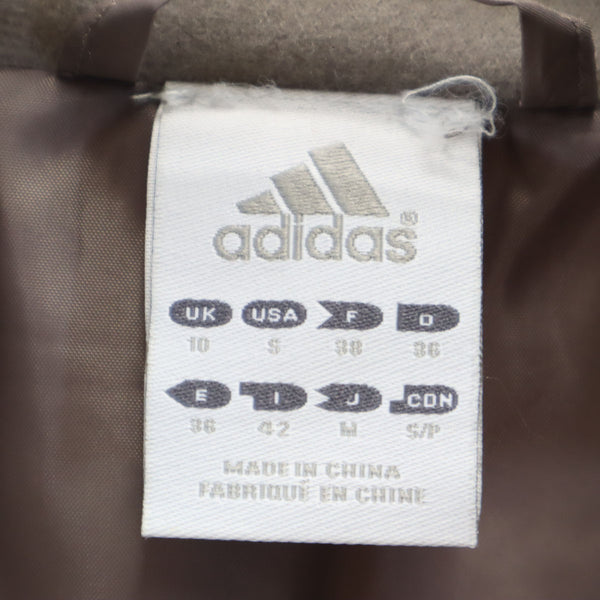 adidas®
UK USA F D
10 S 38 36
E I J CON
36 42 M S/P
MADE IN CHINA
FABRIQUÉ EN CHINE